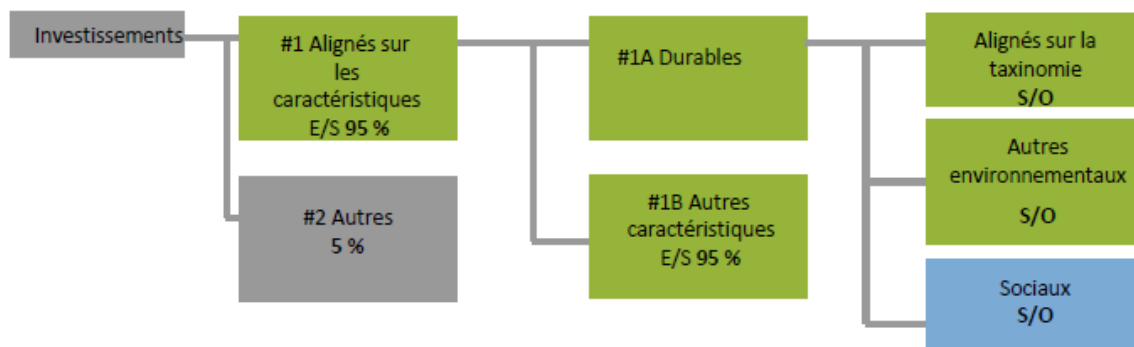 Investissements
#1 Alignés sur
les
caractéristiques
E/S 95 %
#2 Autres
5 %
#1A Durables
#1B Autres
caractéristiques
E/S 95 %
Alignés sur la
taxinomie
S/O
Autres
environnementaux
S/O
Sociaux
S/O